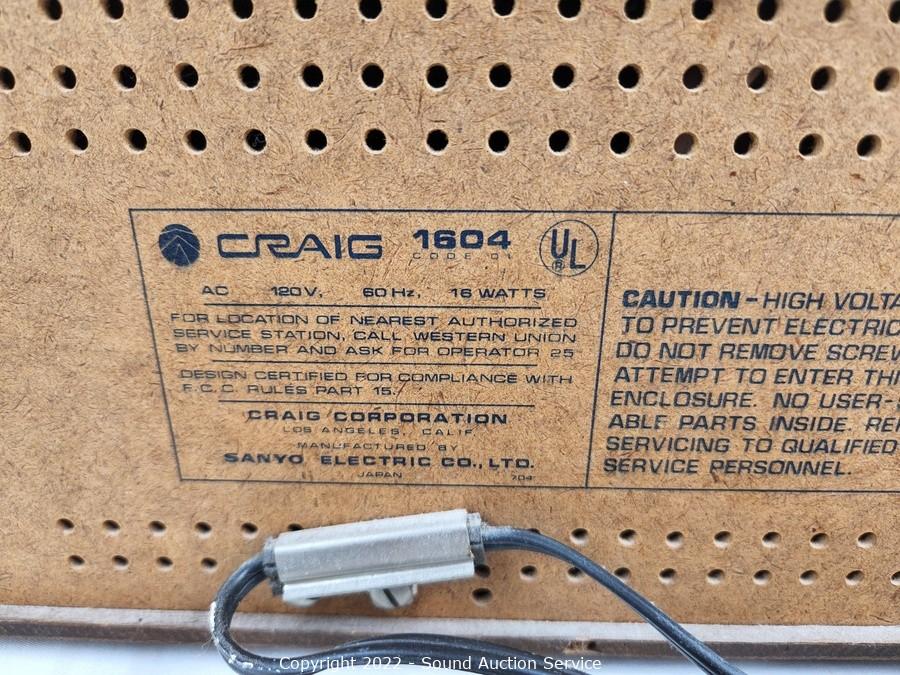 CRAIG 1604 UL
CODE 01
AC 120V, 60 Hz, 16 WATTS
FOR LOCATION OF NEAREST AUTHORIZED
SERVICE STATION, CALL WESTERN UNION
BY NUMBER AND ASK FOR OPERATOR 25
DESIGN CERTIFIED FOR COMPLIANCE WITH
F.C.C. RULES PART 15.
CRAIG CORPORATION
LOS ANGELES, CALIF.
MANUFACTURED BY
SANYO ELECTRIC CO., LTD.
JAPAN 704
CAUTION - HIGH VOLTA
TO PREVENT ELECTRIC
DO NOT REMOVE SCREW
ATTEMPT TO ENTER THI
ENCLOSURE. NO USER-
ABLE PARTS INSIDE. REF
SERVICING TO QUALIFIED
SERVICE PERSONNEL.
Copyright 2022 - Sound Auction Service